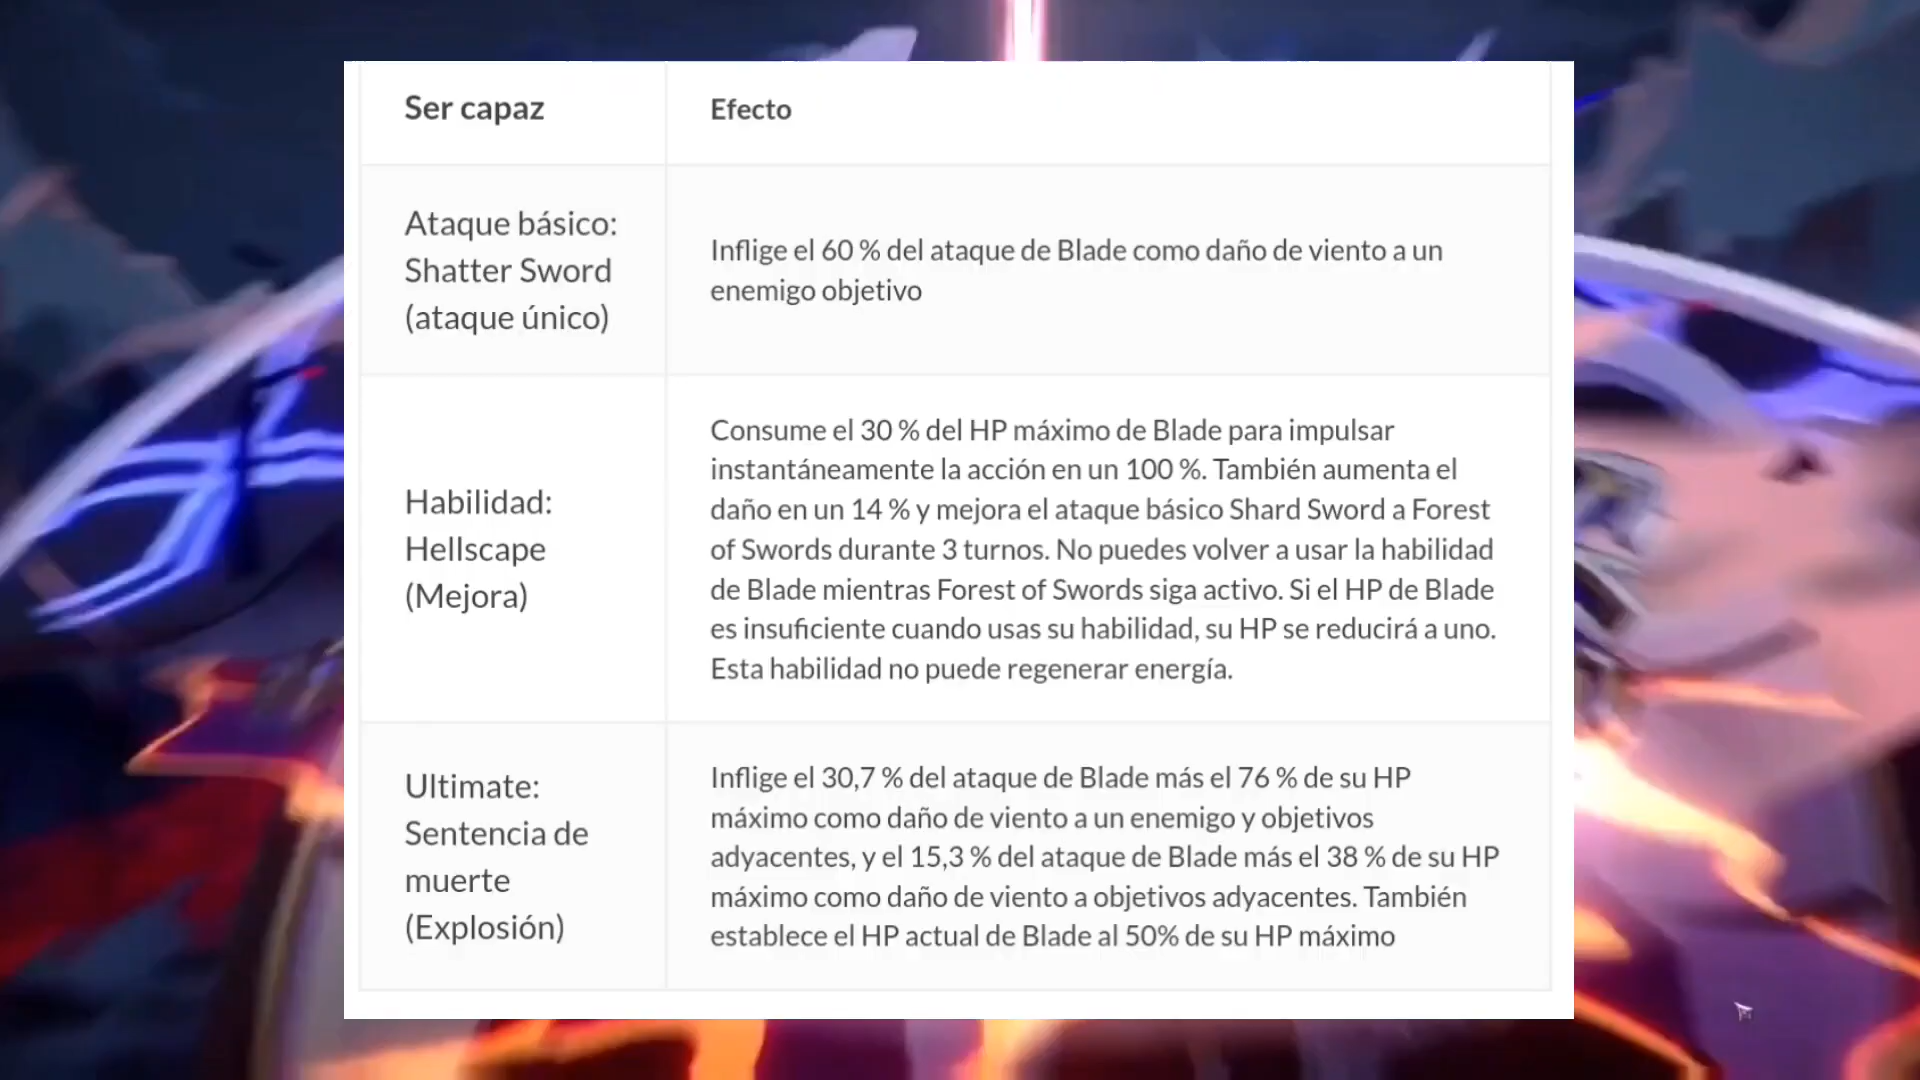 Ser capaz
Efecto
Ataque básico:
Shatter Sword
(ataque único)
Inflige el 60 % del ataque de Blade como daño de viento a un
enemigo objetivo
Habilidad:
Hellscape
(Mejora)
Consume el 30 % del HP máximo de Blade para impulsar
instantáneamente la acción en un 100 %. También aumenta el
daño en un 14 % y mejora el ataque básico Shard Sword a Forest
of Swords durante 3 turnos. No puedes volver a usar la habilidad
de Blade mientras Forest of Swords siga activo. Si el HP de Blade
es insuficiente cuando usas su habilidad, su HP se reducirá a uno.
Esta habilidad no puede regenerar energía.
Ultimate:
Sentencia de
muerte
(Explosión)
Inflige el 30,7 % del ataque de Blade más el 76 % de su HP
máximo como daño de viento a un enemigo y objetivos
adyacentes, y el 15,3 % del ataque de Blade más el 38 % de su HP
máximo como daño de viento a objetivos adyacentes. También
establece el HP actual de Blade al 50% de su HP máximo